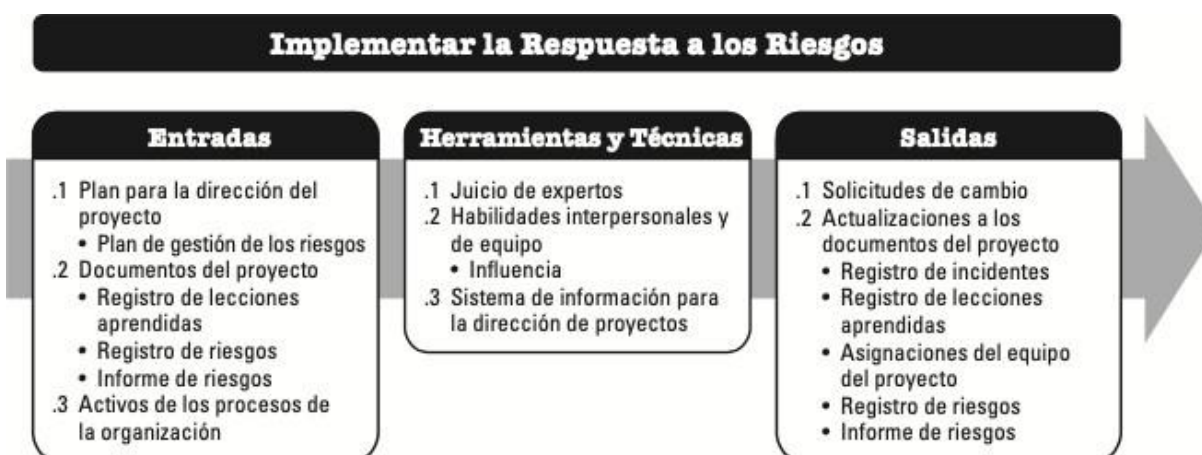 Implementar la Respuesta a los Riesgos
Entradas
.1 Plan para la dirección del
proyecto
• Plan de gestión de los riesgos
.2 Documentos del proyecto
• Registro de lecciones
aprendidas
• Registro de riesgos
• Informe de riesgos
.3 Activos de los procesos de
la organización
Herramientas y Técnicas
.1 Juicio de expertos
.2 Habilidades interpersonales y
de equipo
• Influencia
.3 Sistema de información para
la dirección de proyectos
Salidas
.1 Solicitudes de cambio
.2 Actualizaciones a los
documentos del proyecto
• Registro de incidentes
• Registro de lecciones
aprendidas
• Asignaciones del equipo
del proyecto
• Registro de riesgos
• Informe de riesgos